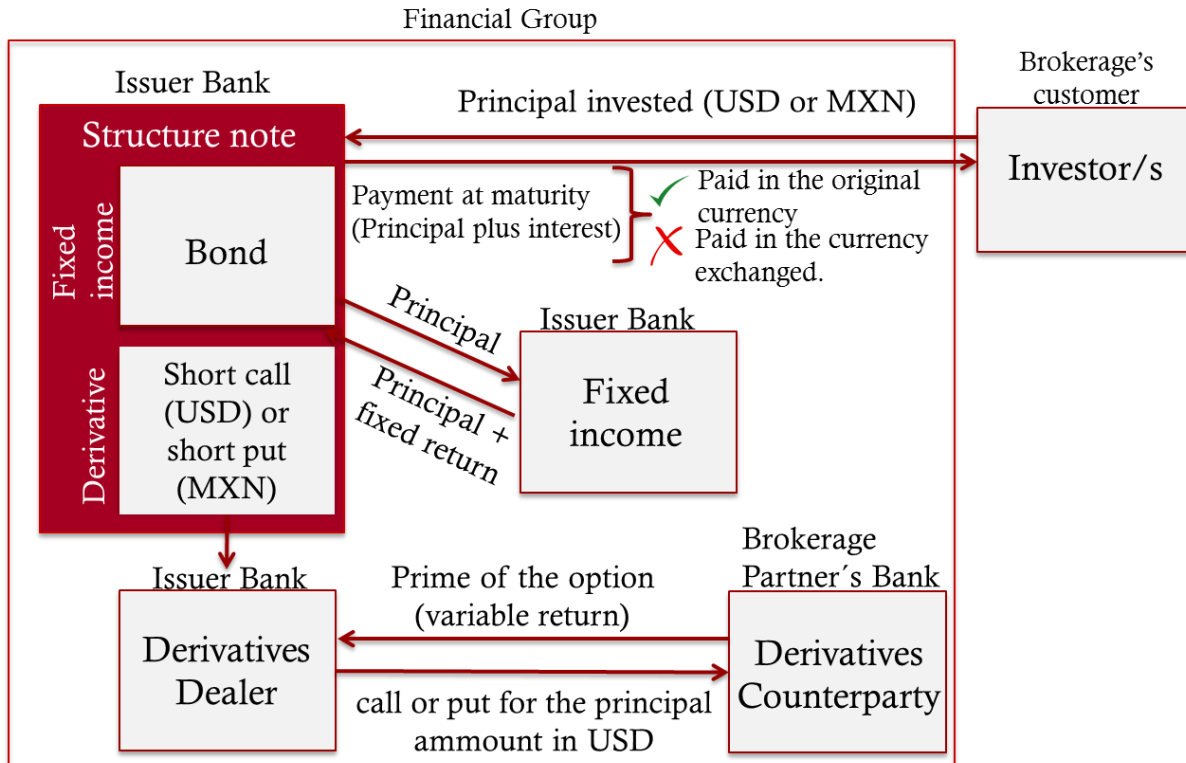 Financial Group
Issuer Bank
Structure note
Fixed
income
Bond
Derivative
Short call
(USD) or
short put
(MXN)
Principal invested (USD or MXN)
Brokerage’s
customer
Investor/s
Payment at maturity
(Principal plus interest)
Paid in the original
currency
Paid in the currency
exchanged.
Principal
Principal +
fixed return
Issuer Bank
Fixed
income
Issuer Bank
Derivatives
Dealer
Prime of the option
(variable return)
call or put for the principal
ammount in USD
Brokerage
Partner´s Bank
Derivatives
Counterparty